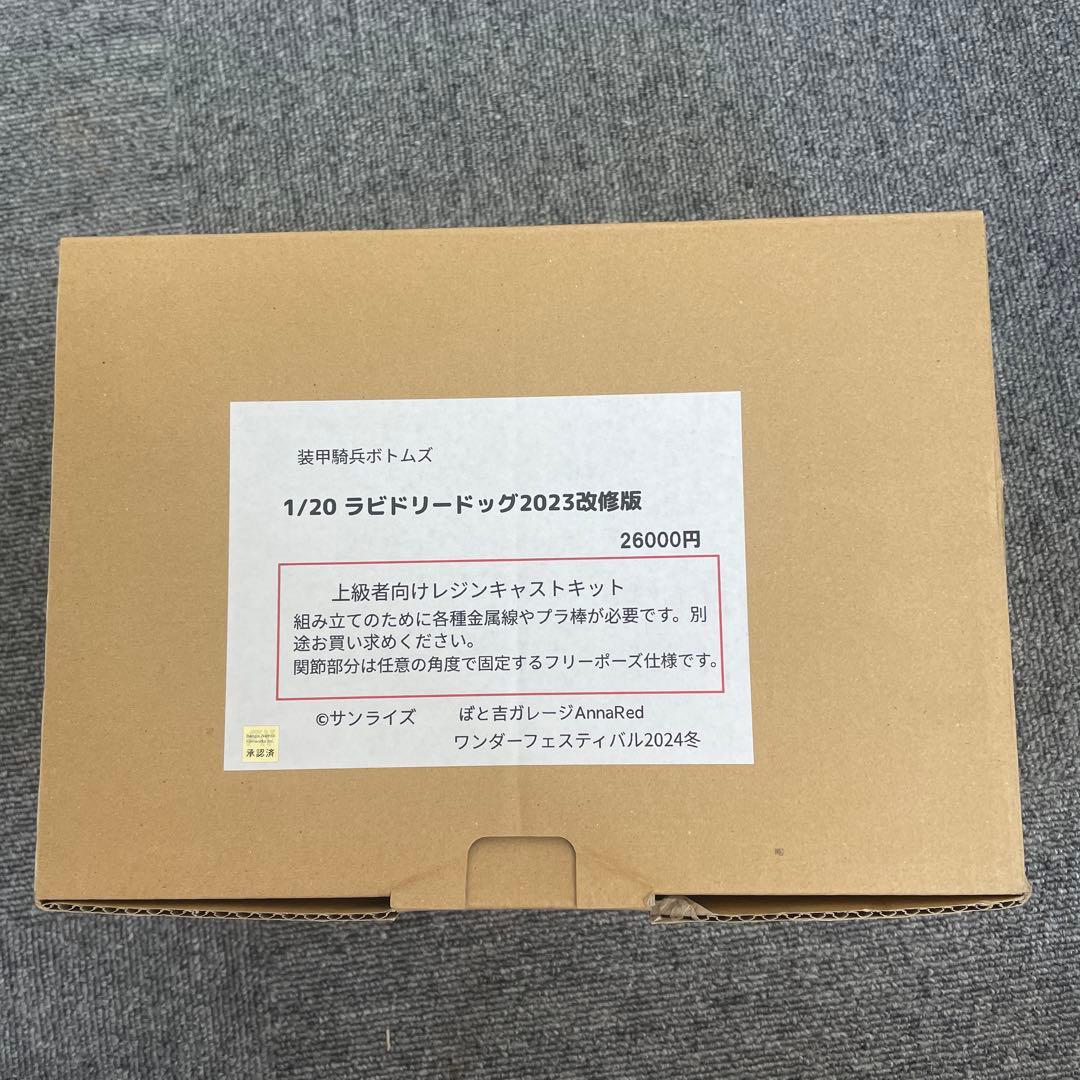 装甲騎兵ボトムズ
1/20 ラビドリードッグ2023改修版
26000円
上級者向けレジンキャストキット
組み立てのために各種金属線やプラ棒が必要です。別
途お買い求めください。
関節部分は任意の角度で固定するフリーポーズ仕様です。
©サンライズ ぼと吉ガレージAnnaRed
ワンダーフェスティバル2024冬
承認済